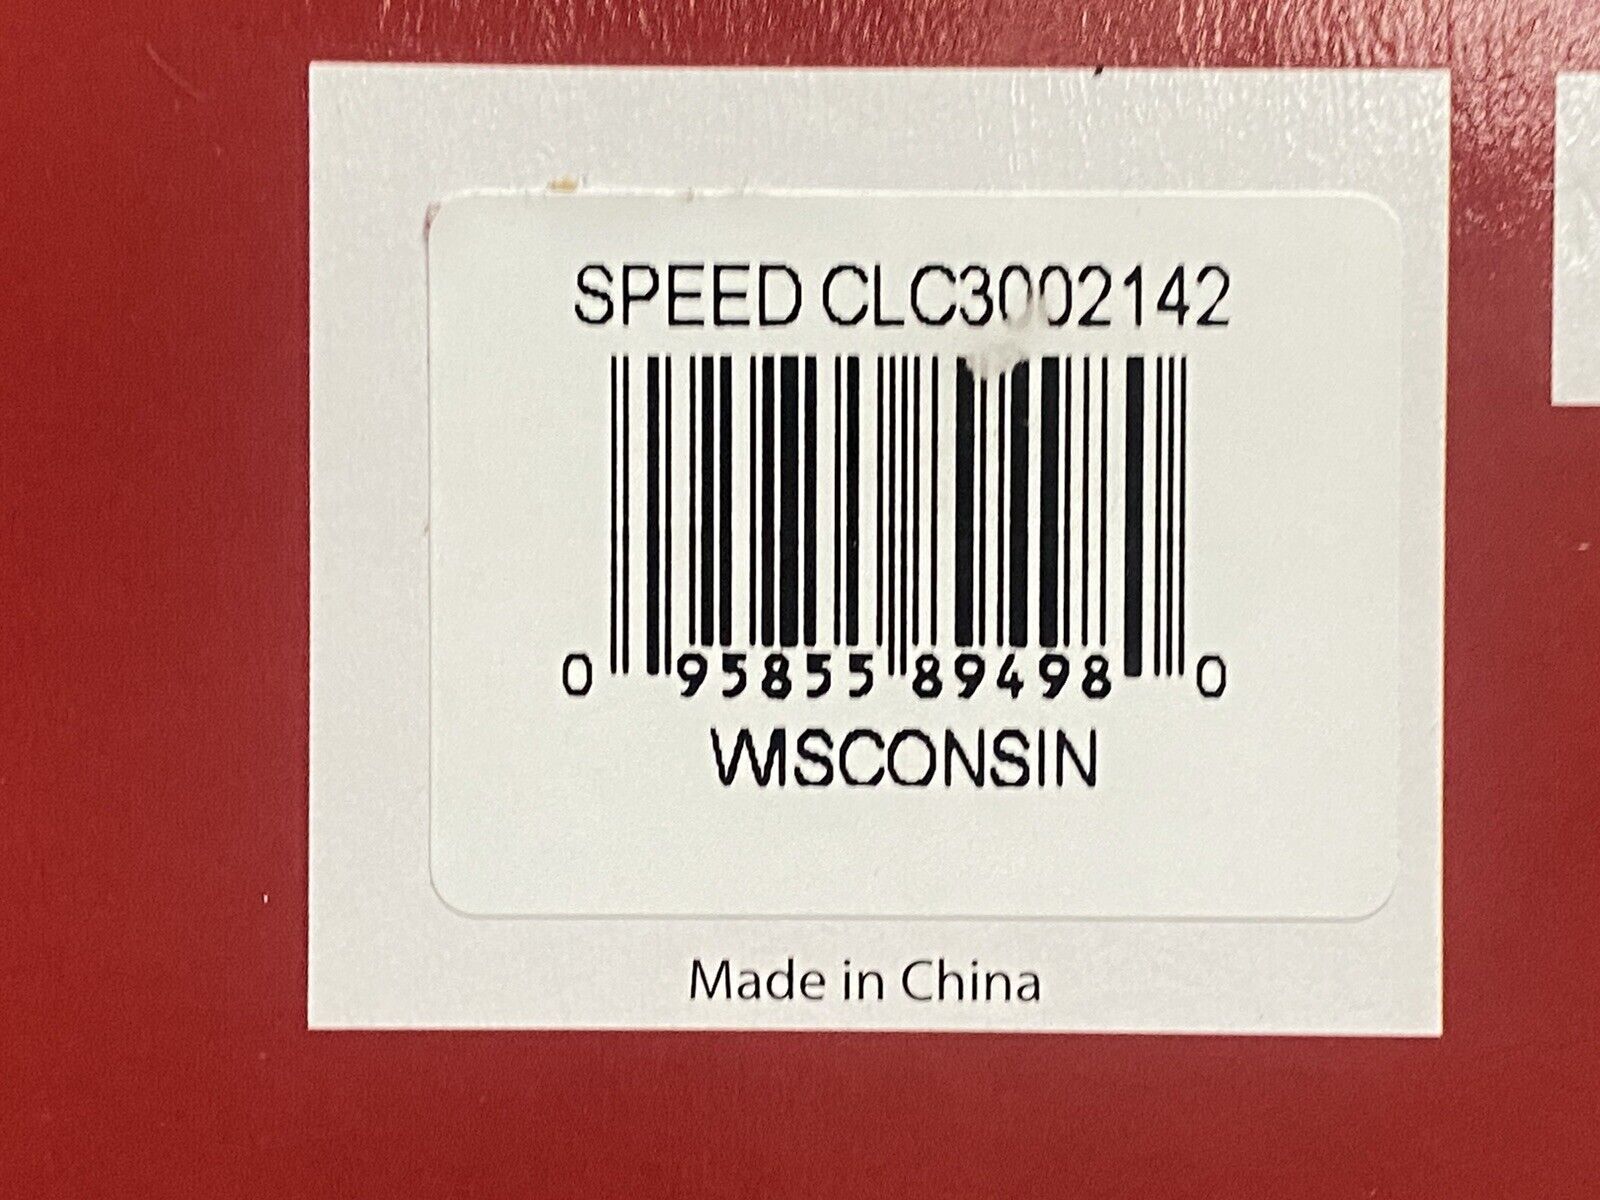 SPEED CLC3002142
0 95855 89498 0
WISCONSIN
Made in China